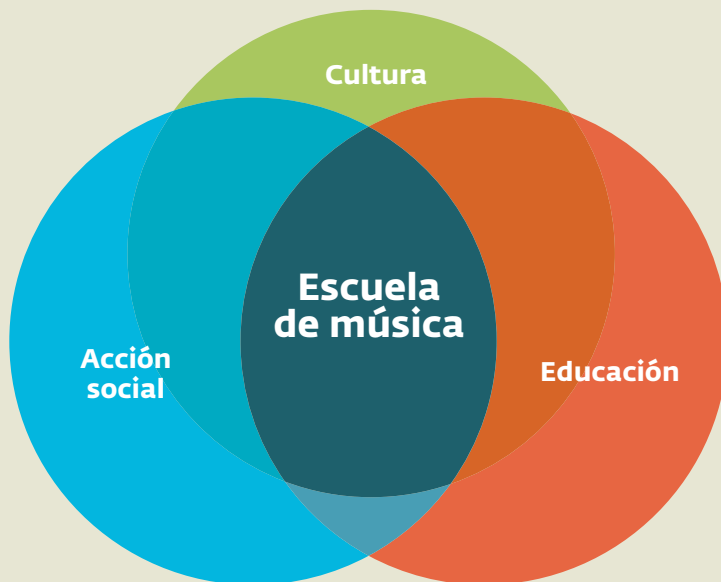 Cultura
Escuela
de música
Acción
social
Educación